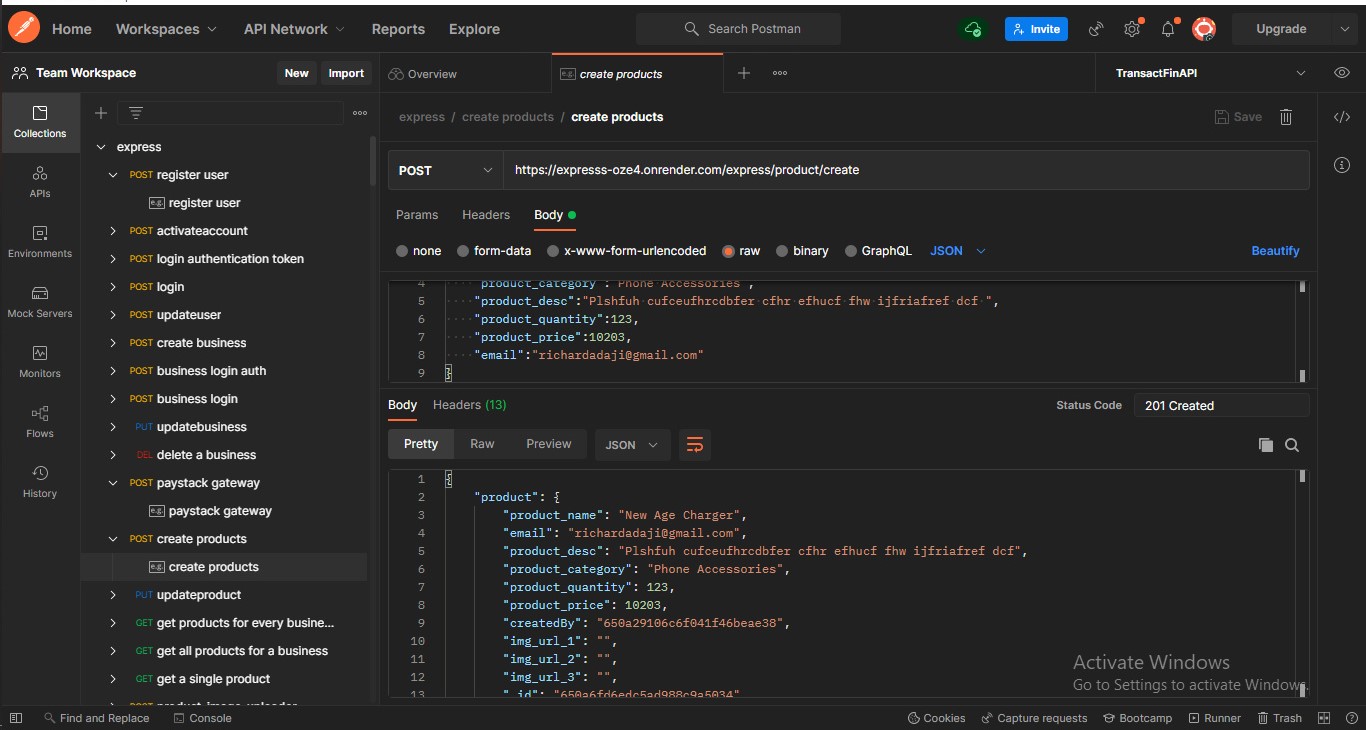 Home Workspaces API Network Reports Explore Search Postman Invite Upgrade
Team Workspace New Import Overview e.g. create products TransactFinAPI
express / create products / create products Save
Collections
APIs
Environments
Mock Servers
Monitors
Flows
History
express
POST register user
e.g. register user
POST activateaccount
POST login authentication token
POST login
POST updateuser
POST create business
POST business login auth
POST business login
PUT updatebusiness
DEL delete a business
POST paystack gateway
e.g. paystack gateway
POST create products
e.g. create products
PUT updateproduct
GET get products for every busine...
GET get all products for a business
GET get a single product
POST product image uploader
POST https://expresss-oze4.onrender.com/express/product/create
Params Headers Body
none form-data x-www-form-urlencoded raw binary GraphQL JSON Beautify
4 "product_category": "Phone Accessories",
5 "product_desc":"Plshfuh cufceufhrcdbfer cfhr efhucf fhw ijfriafref dcf ",
6 "product_quantity":123,
7 "product_price":10203,
8 "email":"richardadaji@gmail.com"
9 }
Body Headers (13) Status Code 201 Created
Pretty Raw Preview JSON
1 {
2 "product": {
3 "product_name": "New Age Charger",
4 "email": "richardadaji@gmail.com",
5 "product_desc": "Plshfuh cufceufhrcdbfer cfhr efhucf fhw ijfriafref dcf",
6 "product_category": "Phone Accessories",
7 "product_quantity": 123,
8 "product_price": 10203,
9 "createdBy": "650a29106c6f041f46beae38",
10 "img_url_1": "",
11 "img_url_2": "",
12 "img_url_3": "",
13 "_id": "650a6fd6edc5ad988c9a5034"
Activate Windows
Go to Settings to activate Windows.
Find and Replace Console Cookies Capture requests Bootcamp Runner Trash